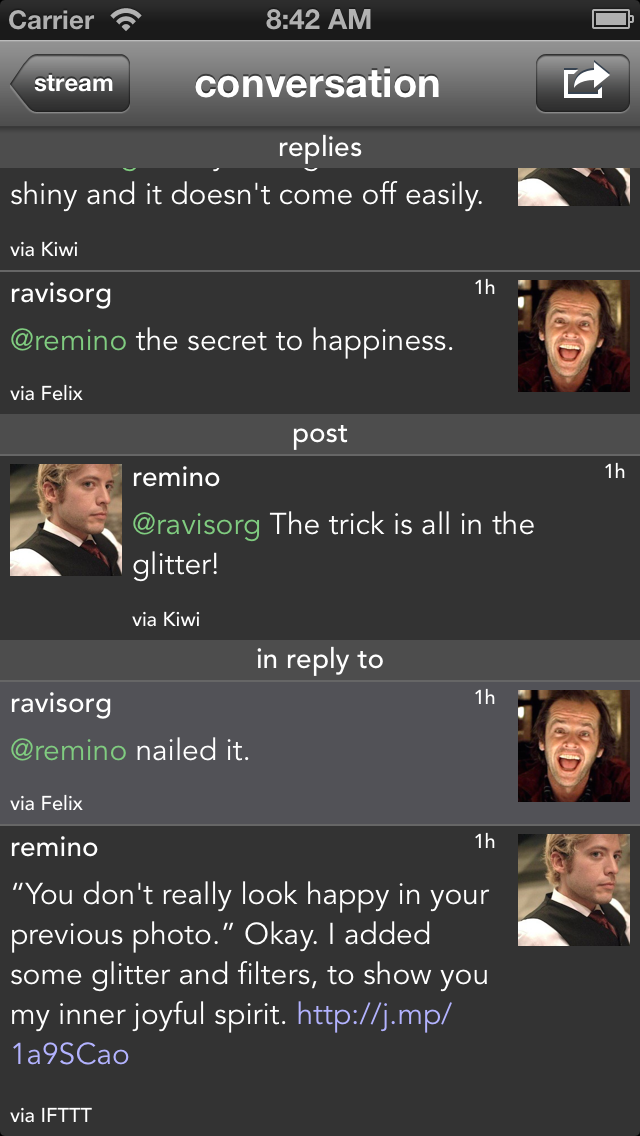 Carrier 8:42 AM
stream conversation
replies
shiny and it doesn't come off easily.
via Kiwi
ravisorg 1h
@remino the secret to happiness.
via Felix
post
remino 1h
@ravisorg The trick is all in the
glitter!
via Kiwi
in reply to
ravisorg 1h
@remino nailed it.
via Felix
remino 1h
“You don't really look happy in your
previous photo.” Okay. I added
some glitter and filters, to show you
my inner joyful spirit. http://j.mp/
1a9SCao
via IFTTT